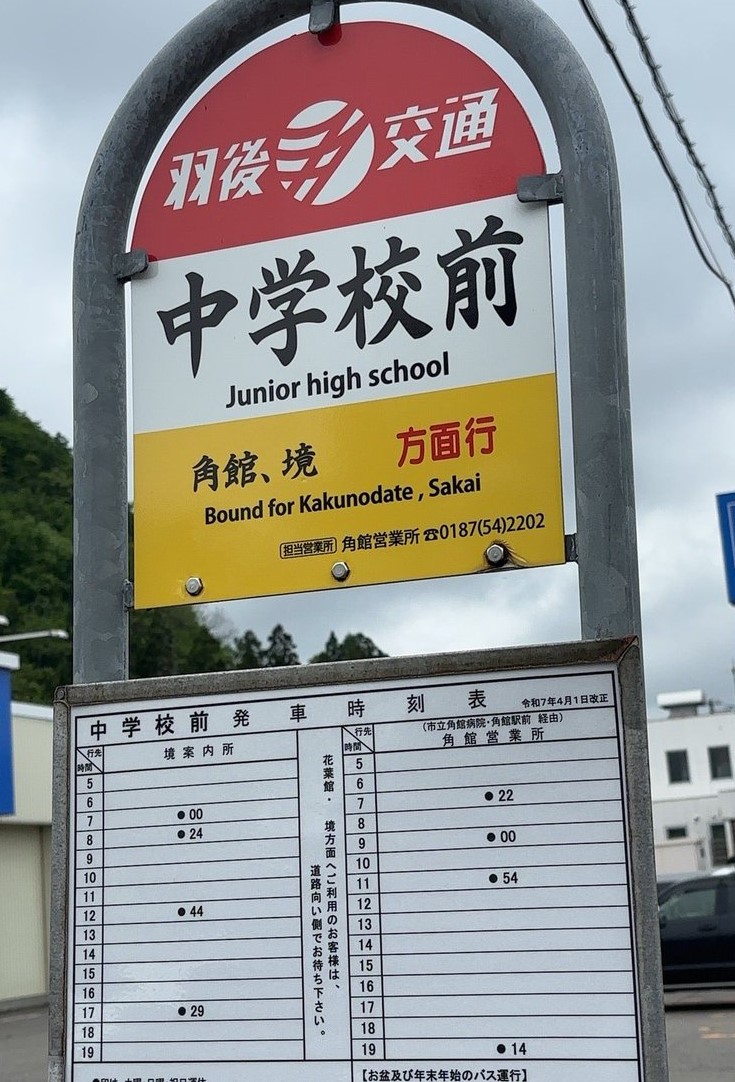 羽後交通
中学校前
Junior high school
角館、境 方面行
Bound for Kakunodate , Sakai
担当営業所 角館営業所 ☎0187(54)2202
中学校前発車時刻表 令和7年4月1日改正
行先
時間
境案内所
5
6
7 ●00
8 ●24
9
10
11
12 ●44
13
14
15
16
17 ●29
18
19
花葉館・境方面へご利用のお客様は、
道路向い側でお待ち下さい。
行先
時間
(市立角館病院・角館駅前 経由)
角館営業所
5
6
7 ●22
8
9 ●00
10
11 ●54
12
13
14
15
16
17
18
19 ●14
【お盆及び年末年始のバス運行】